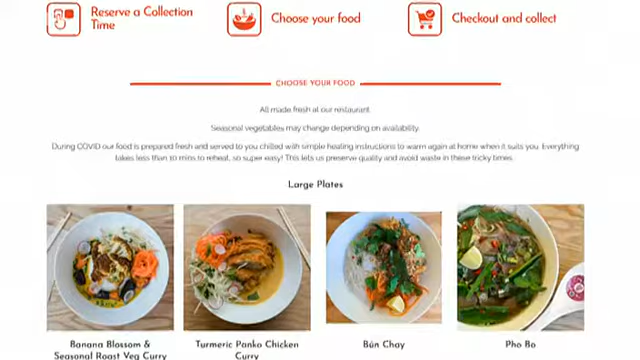 Reserve a Collection
Time
Choose your food
Checkout and collect
CHOOSE YOUR FOOD
All made fresh at our restaurant.
Seasonal vegetables may change depending on availability.
During COVID our food is prepared fresh and served to you chilled with simple heating instructions to warm again at home when it suits you. Everything
takes less than 10 mins to reheat, so super easy! This lets us preserve quality and avoid waste in these tricky times.
Large Plates
Banana Blossom &
Seasonal Roast Veg Curry
Turmeric Panko Chicken
Curry
Bún Chay
Pho Bo